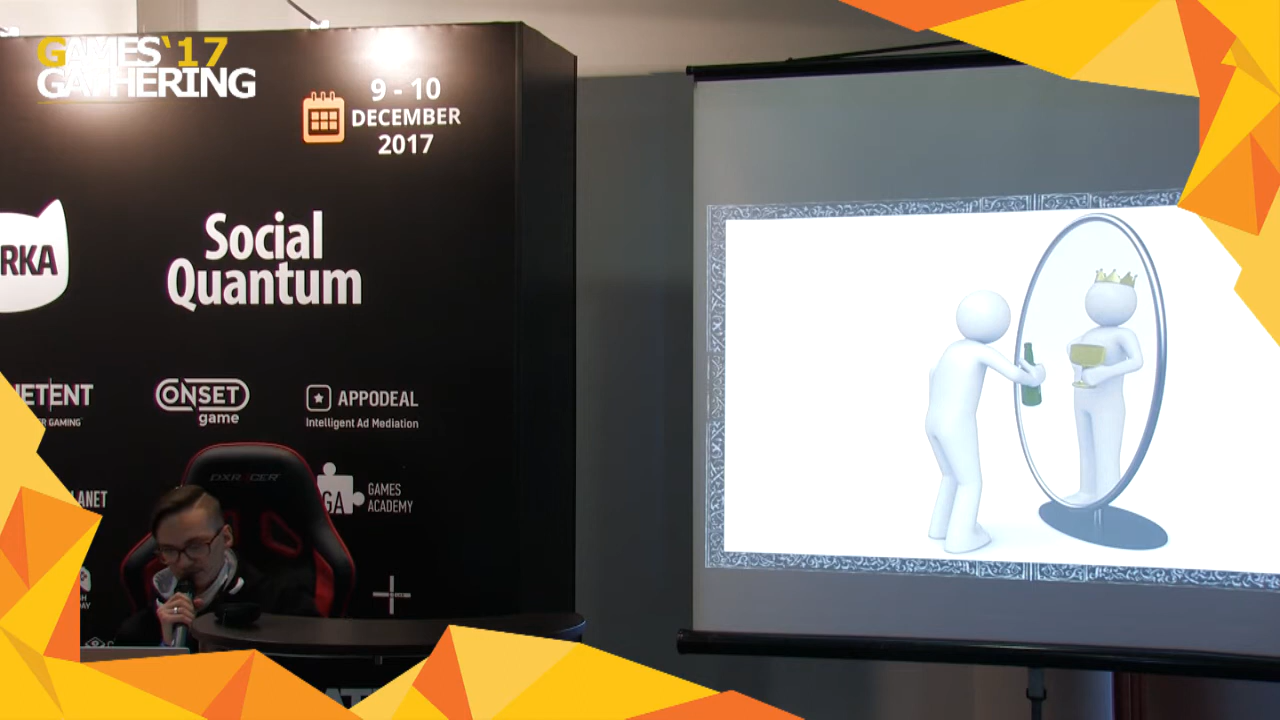 GAMES'17
GATHERING
9 - 10
DECEMBER
2017
RKA
Social
Quantum
ONSET
game
APPODEAL
Intelligent Ad Mediation
GAMING
DXRACER
LANET
GA
GAMES
ACADEMY